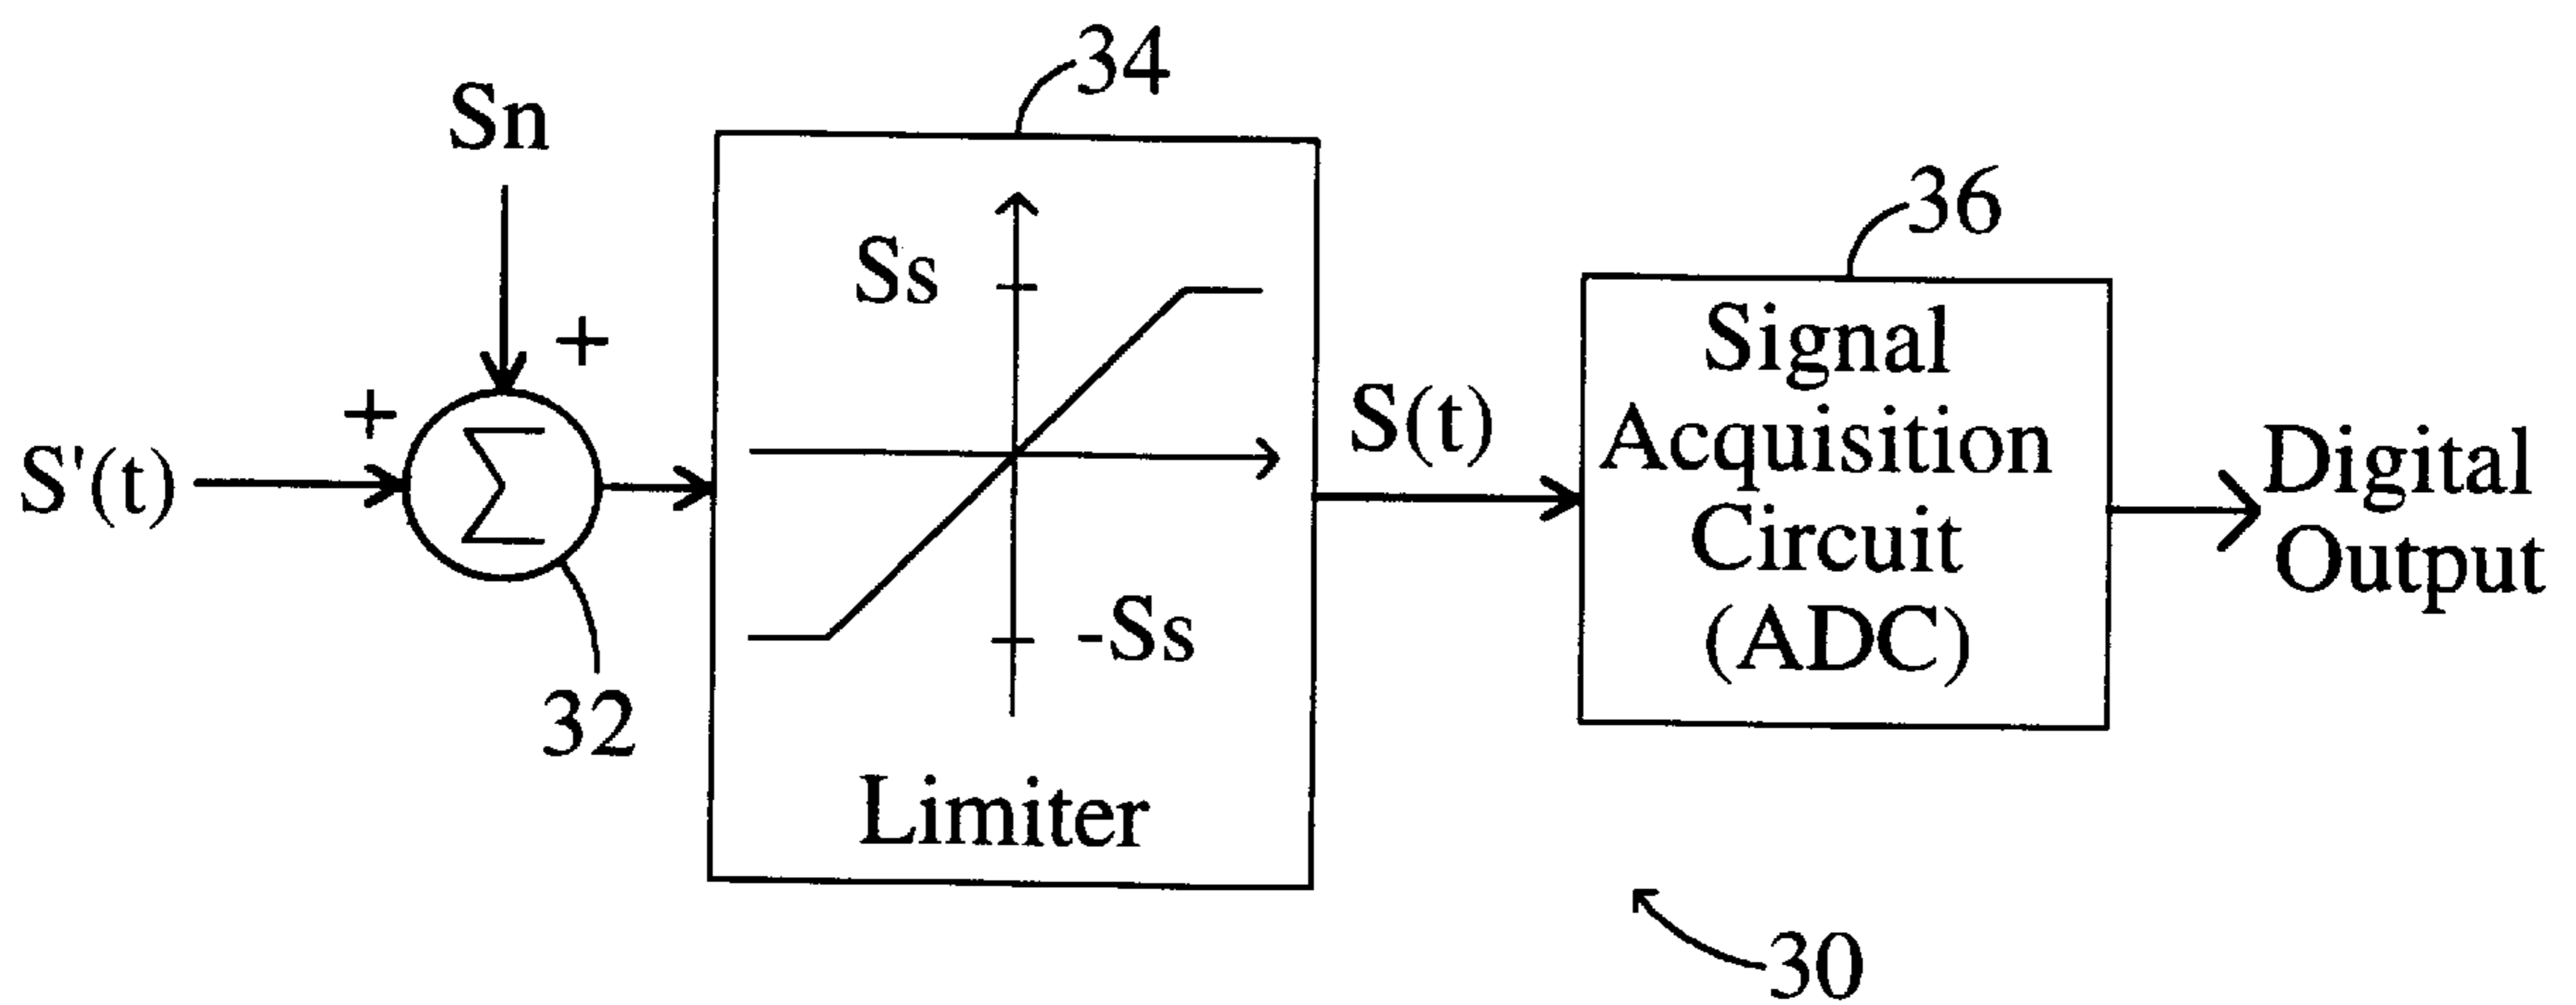 34
Sn
36
Ss
+
+
S'(t)
Σ
S(t)
Signal
Acquisition
Circuit
(ADC)
Digital
Output
-Ss
32
Limiter
30